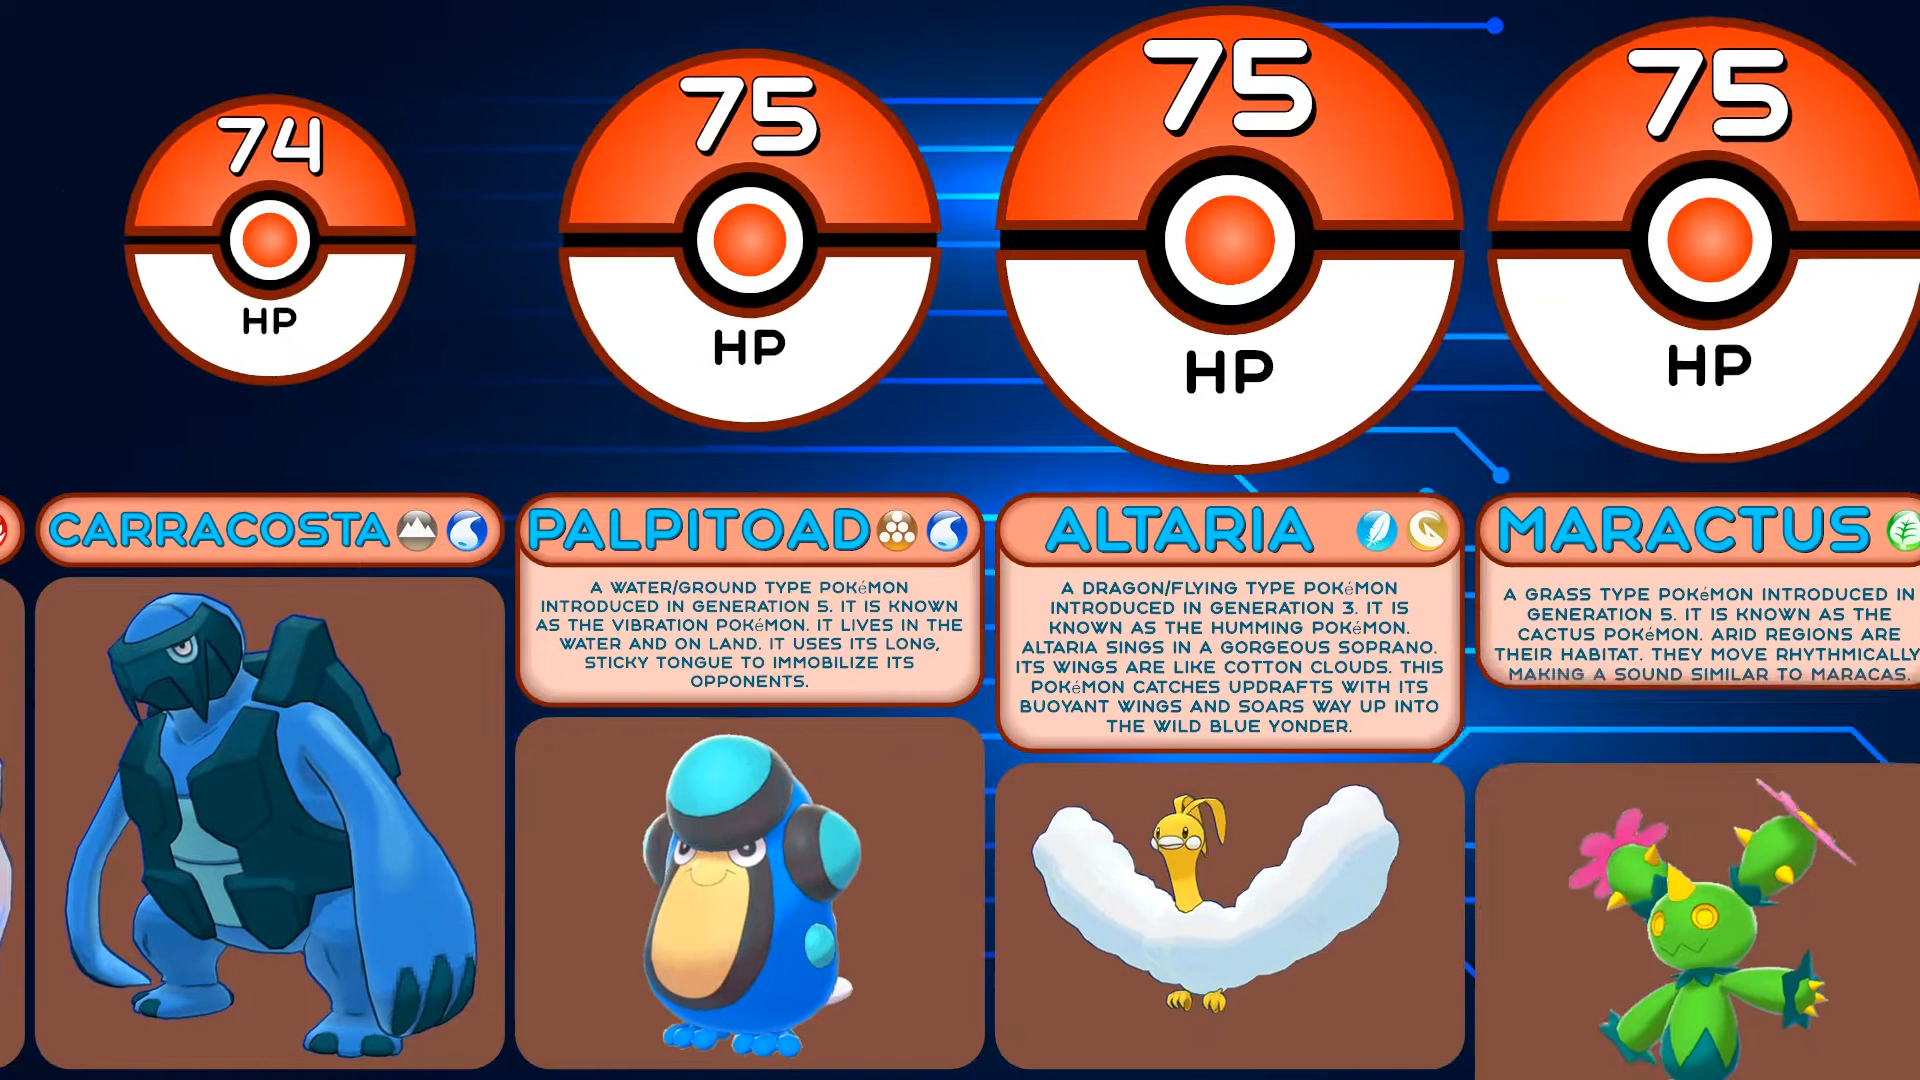 74
HP
75
HP
75
HP
75
HP
CARRACOSTA
PALPITOAD
A WATER/GROUND TYPE POKéMON
INTRODUCED IN GENERATION 5. IT IS KNOWN
AS THE VIBRATION POKéMON. IT LIVES IN THE
WATER AND ON LAND. IT USES ITS LONG,
STICKY TONGUE TO IMMOBILIZE ITS
OPPONENTS.
ALTARIA
A DRAGON/FLYING TYPE POKéMON
INTRODUCED IN GENERATION 3. IT IS
KNOWN AS THE HUMMING POKéMON.
ALTARIA SINGS IN A GORGEOUS SOPRANO.
ITS WINGS ARE LIKE COTTON CLOUDS. THIS
POKéMON CATCHES UPDRAFTS WITH ITS
BUOYANT WINGS AND SOARS WAY UP INTO
THE WILD BLUE YONDER.
MARACTUS
A GRASS TYPE POKéMON INTRODUCED IN
GENERATION 5. IT IS KNOWN AS THE
CACTUS POKéMON. ARID REGIONS ARE
THEIR HABITAT. THEY MOVE RHYTHMICALLY
MAKING A SOUND SIMILAR TO MARACAS.